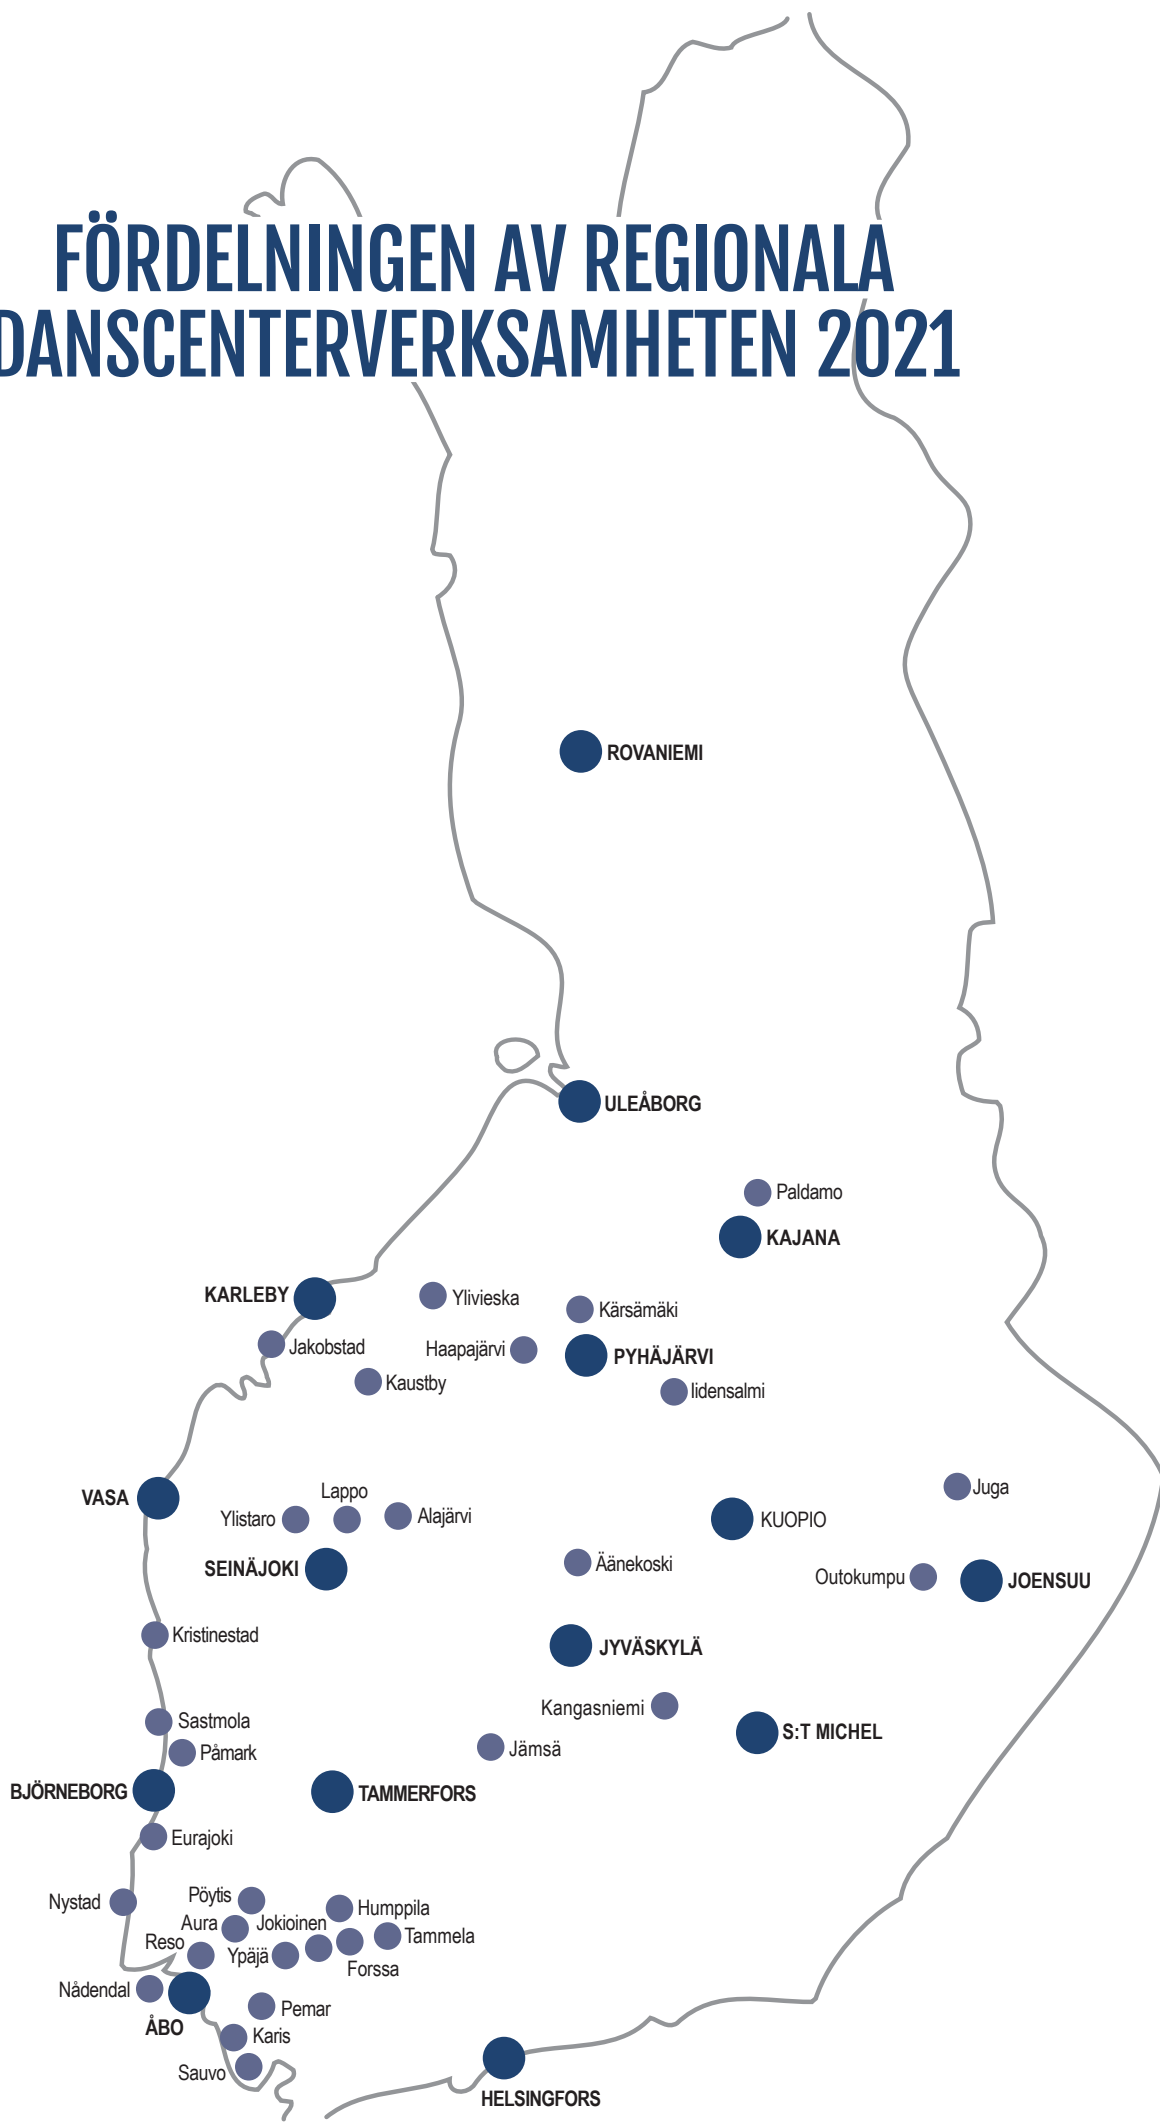 FÖRDELNINGEN AV REGIONALA
DANSCENTERVERKSAMHETEN 2021
ROVANIEMI
ULEÅBORG
Paldamo
KAJANA
KARLEBY
Ylivieska
Kärsämäki
Jakobstad
Haapajärvi
PYHÄJÄRVI
Kaustby
Iidensalmi
VASA
Lappo
Ylistaro
Alajärvi
KUOPIO
Juga
SEINÄJOKI
Äänekoski
Outokumpu
JOENSUU
Kristinestad
JYVÄSKYLÄ
Kangasniemi
Sastmola
S:T MICHEL
Påmark
Jämsä
BJÖRNEBORG
TAMMERFORS
Eurajoki
Nystad
Pöytis
Humppila
Aura
Jokioinen
Tammela
Reso
Ypäjä
Forssa
Nådendal
Pemar
ÅBO
Karis
Sauvo
HELSINGFORS